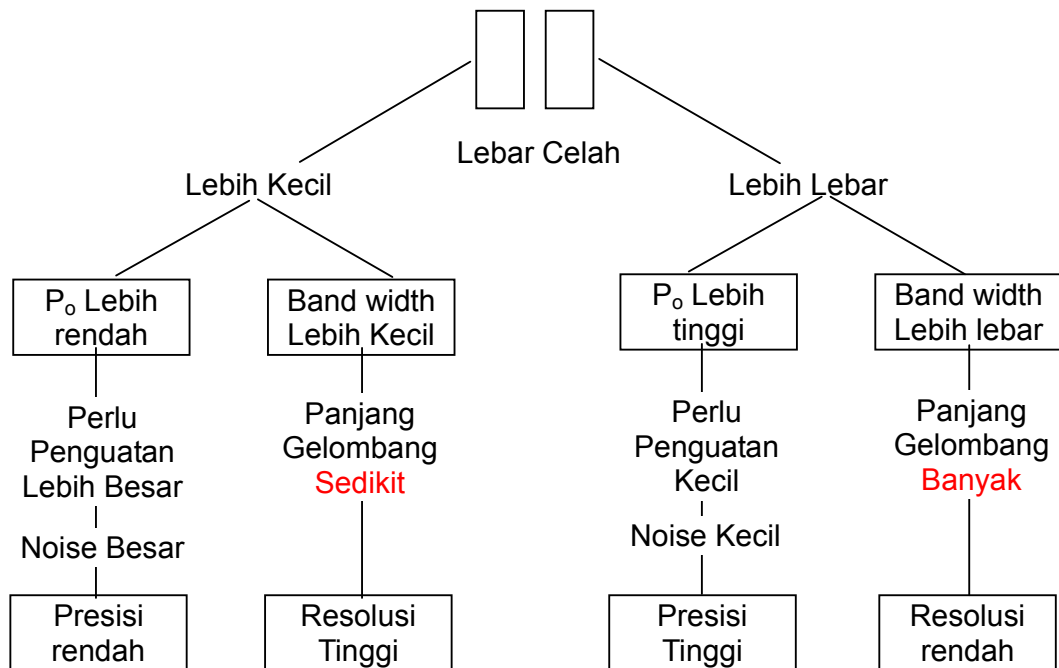 Lebar Celah
Lebih Kecil
Lebih Lebar
Pₒ Lebih
rendah
Band width
Lebih Kecil
Pₒ Lebih
tinggi
Band width
Lebih lebar
Perlu
Penguatan
Lebih Besar
Panjang
Gelombang
Sedikit
Perlu
Penguatan
Kecil
Panjang
Gelombang
Banyak
Noise Besar
Noise Kecil
Presisi
rendah
Resolusi
Tinggi
Presisi
Tinggi
Resolusi
rendah